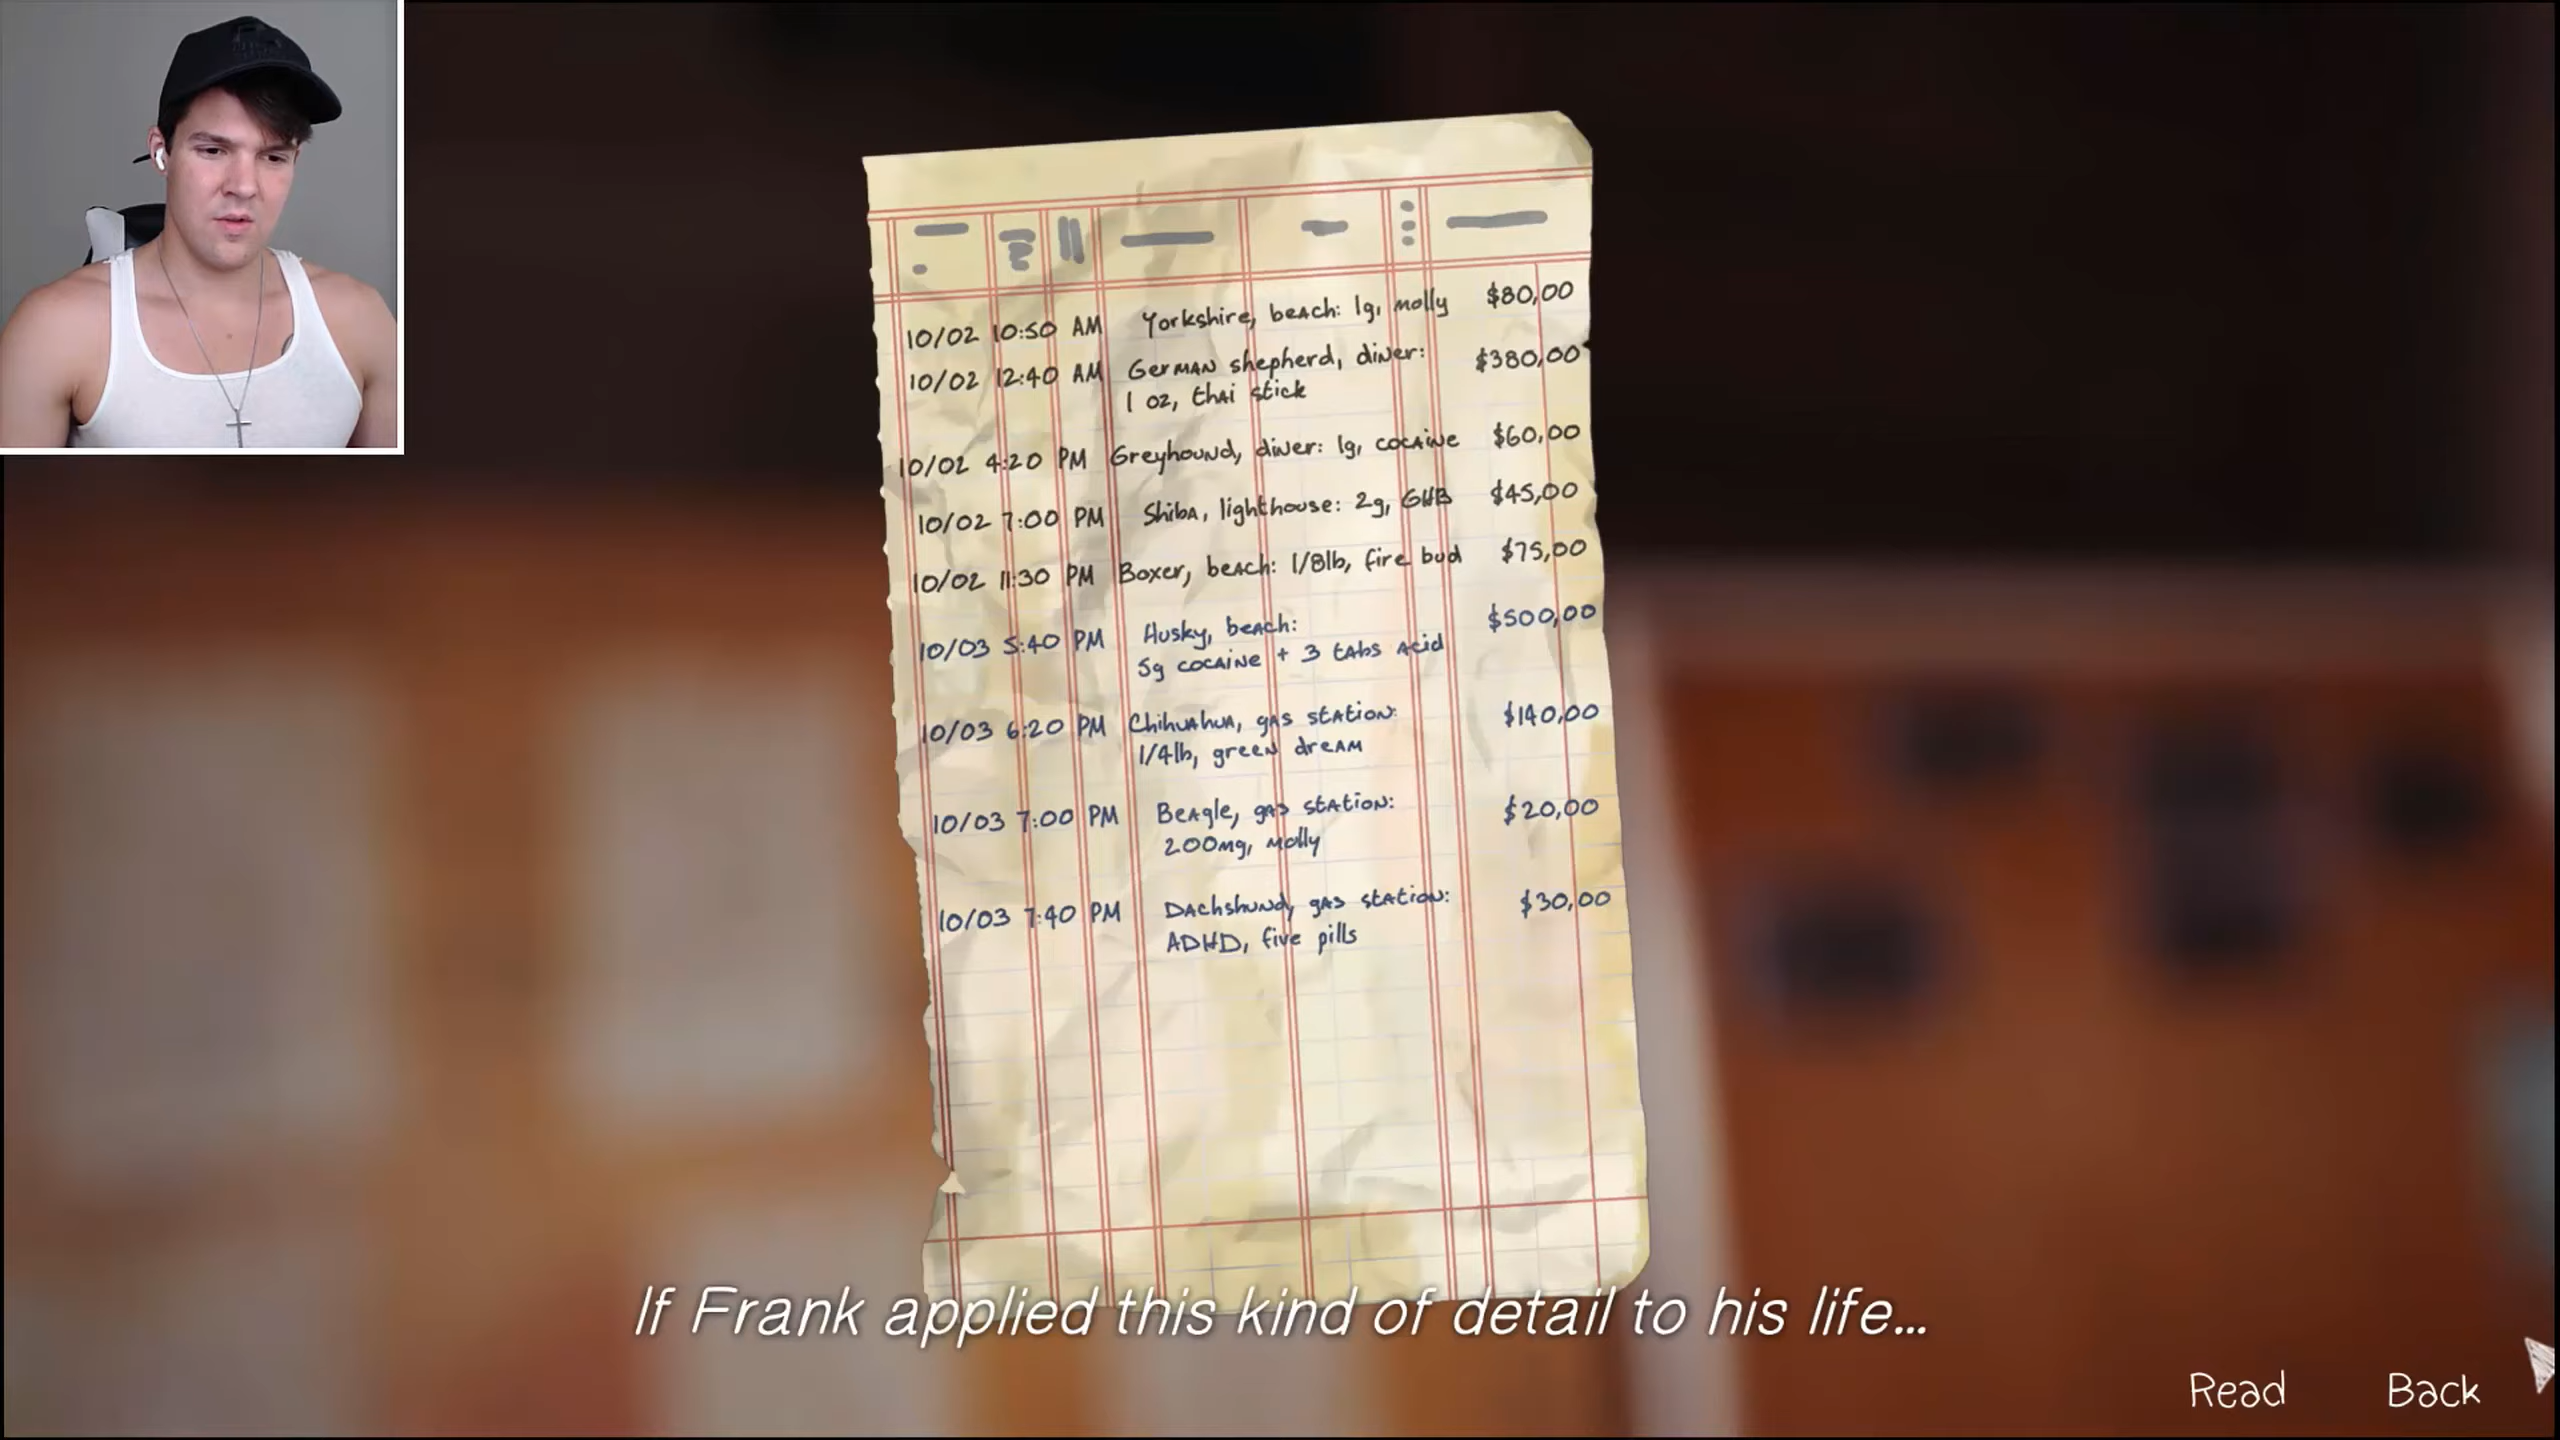 10/02 10:50 AM Yorkshire, beach: 1g, molly $80,00
10/02 12:40 AM German shepherd, diner: $380,00
1 oz, thai stick
10/02 4:20 PM Greyhound, diner: 1g, cocaine $60,00
10/02 7:00 PM Shiba, lighthouse: 2g, GHB $45,00
10/02 11:30 PM Boxer, beach: 1/8lb, fire bud $75,00
10/03 5:40 PM Husky, beach: $500,00
5g cocaine + 3 tabs acid
10/03 6:20 PM Chihuahua, gas station: $140,00
1/4lb, green dream
10/03 7:00 PM Beagle, gas station: $20,00
200mg, molly
10/03 7:40 PM Dachshund, gas station: $30,00
ADHD, five pills
If Frank applied this kind of detail to his life...
Read Back